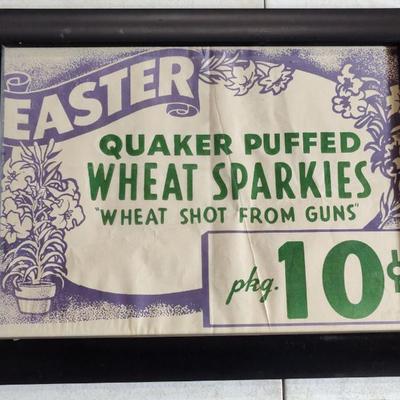 EASTER
QUAKER PUFFED
WHEAT SPARKIES
"WHEAT SHOT FROM GUNS"
pkg. 10¢